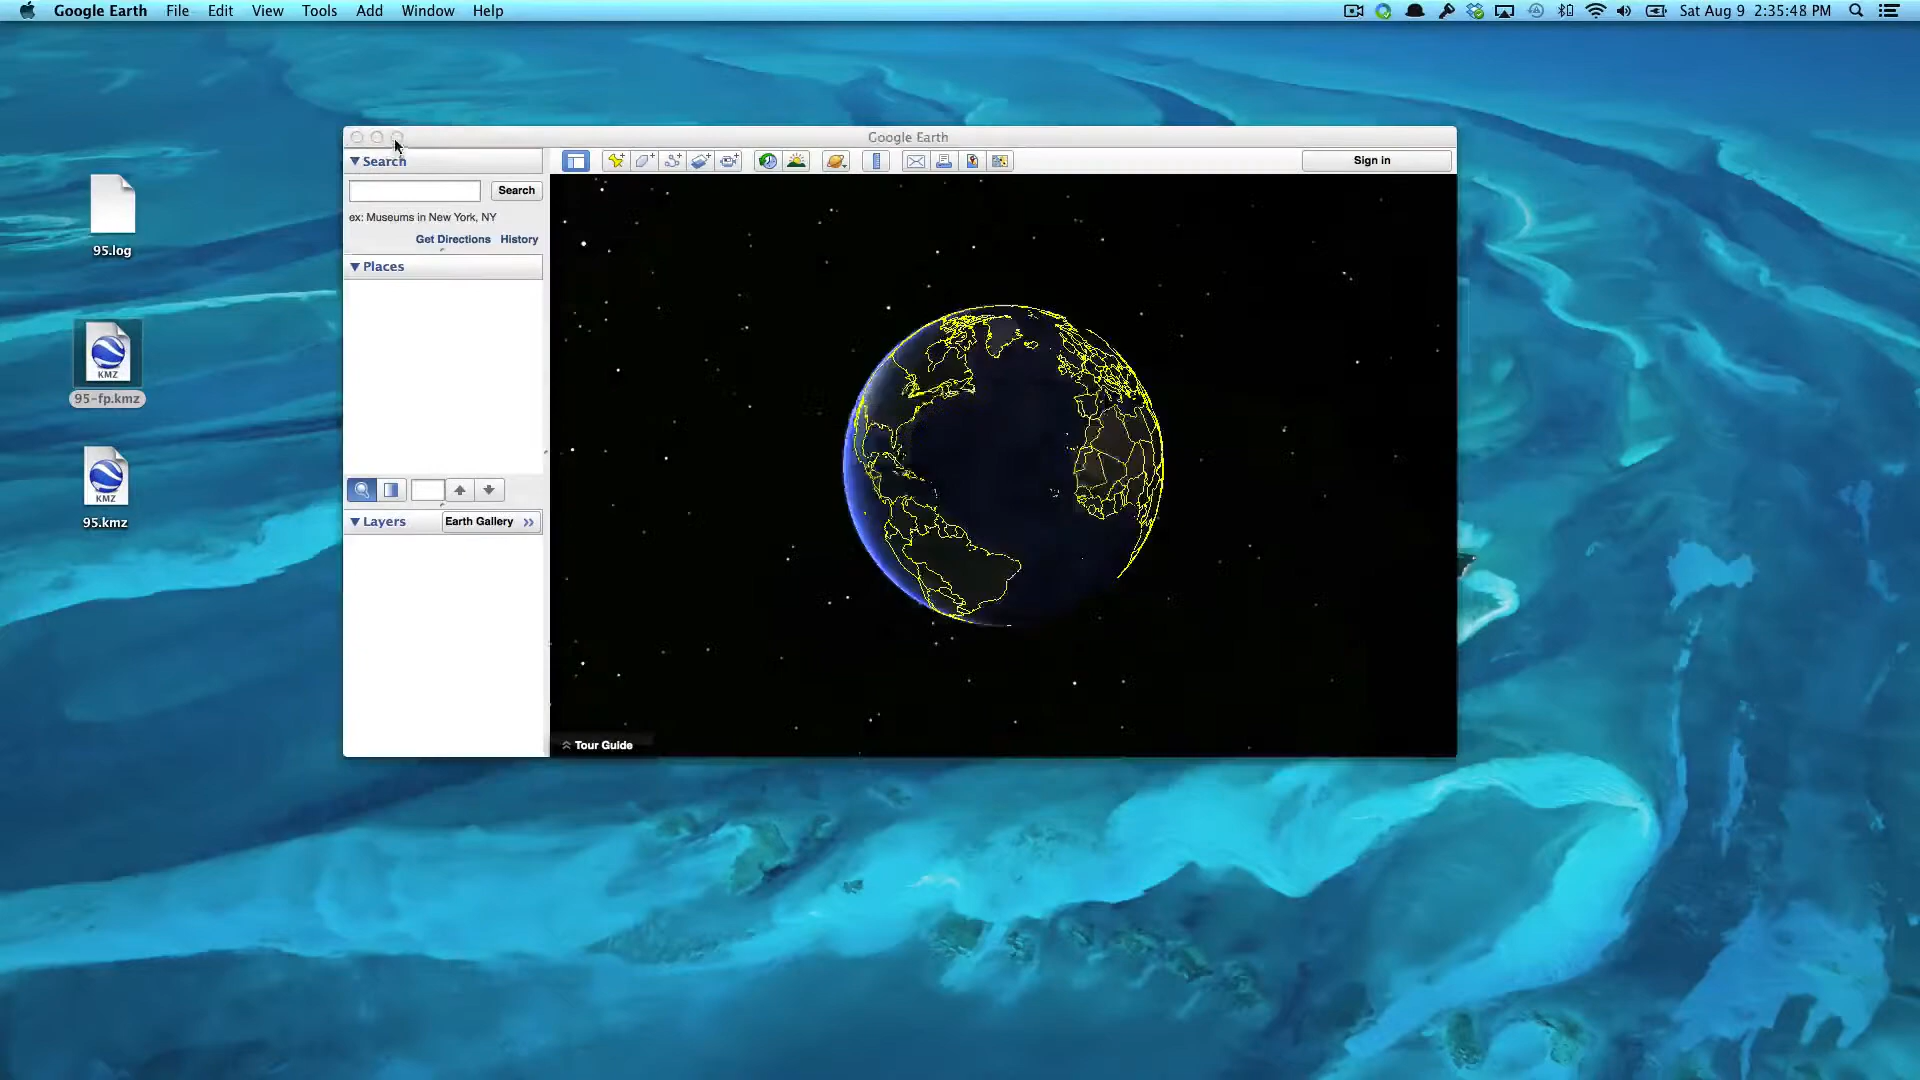 Google Earth File Edit View Tools Add Window Help Sat Aug 9 2:35:48 PM
Google Earth
Search
Sign in
Search
ex: Museums in New York, NY
Get Directions History
Places
Layers Earth Gallery
Tour Guide
95.log
KMZ
95-fp.kmz
KMZ
95.kmz